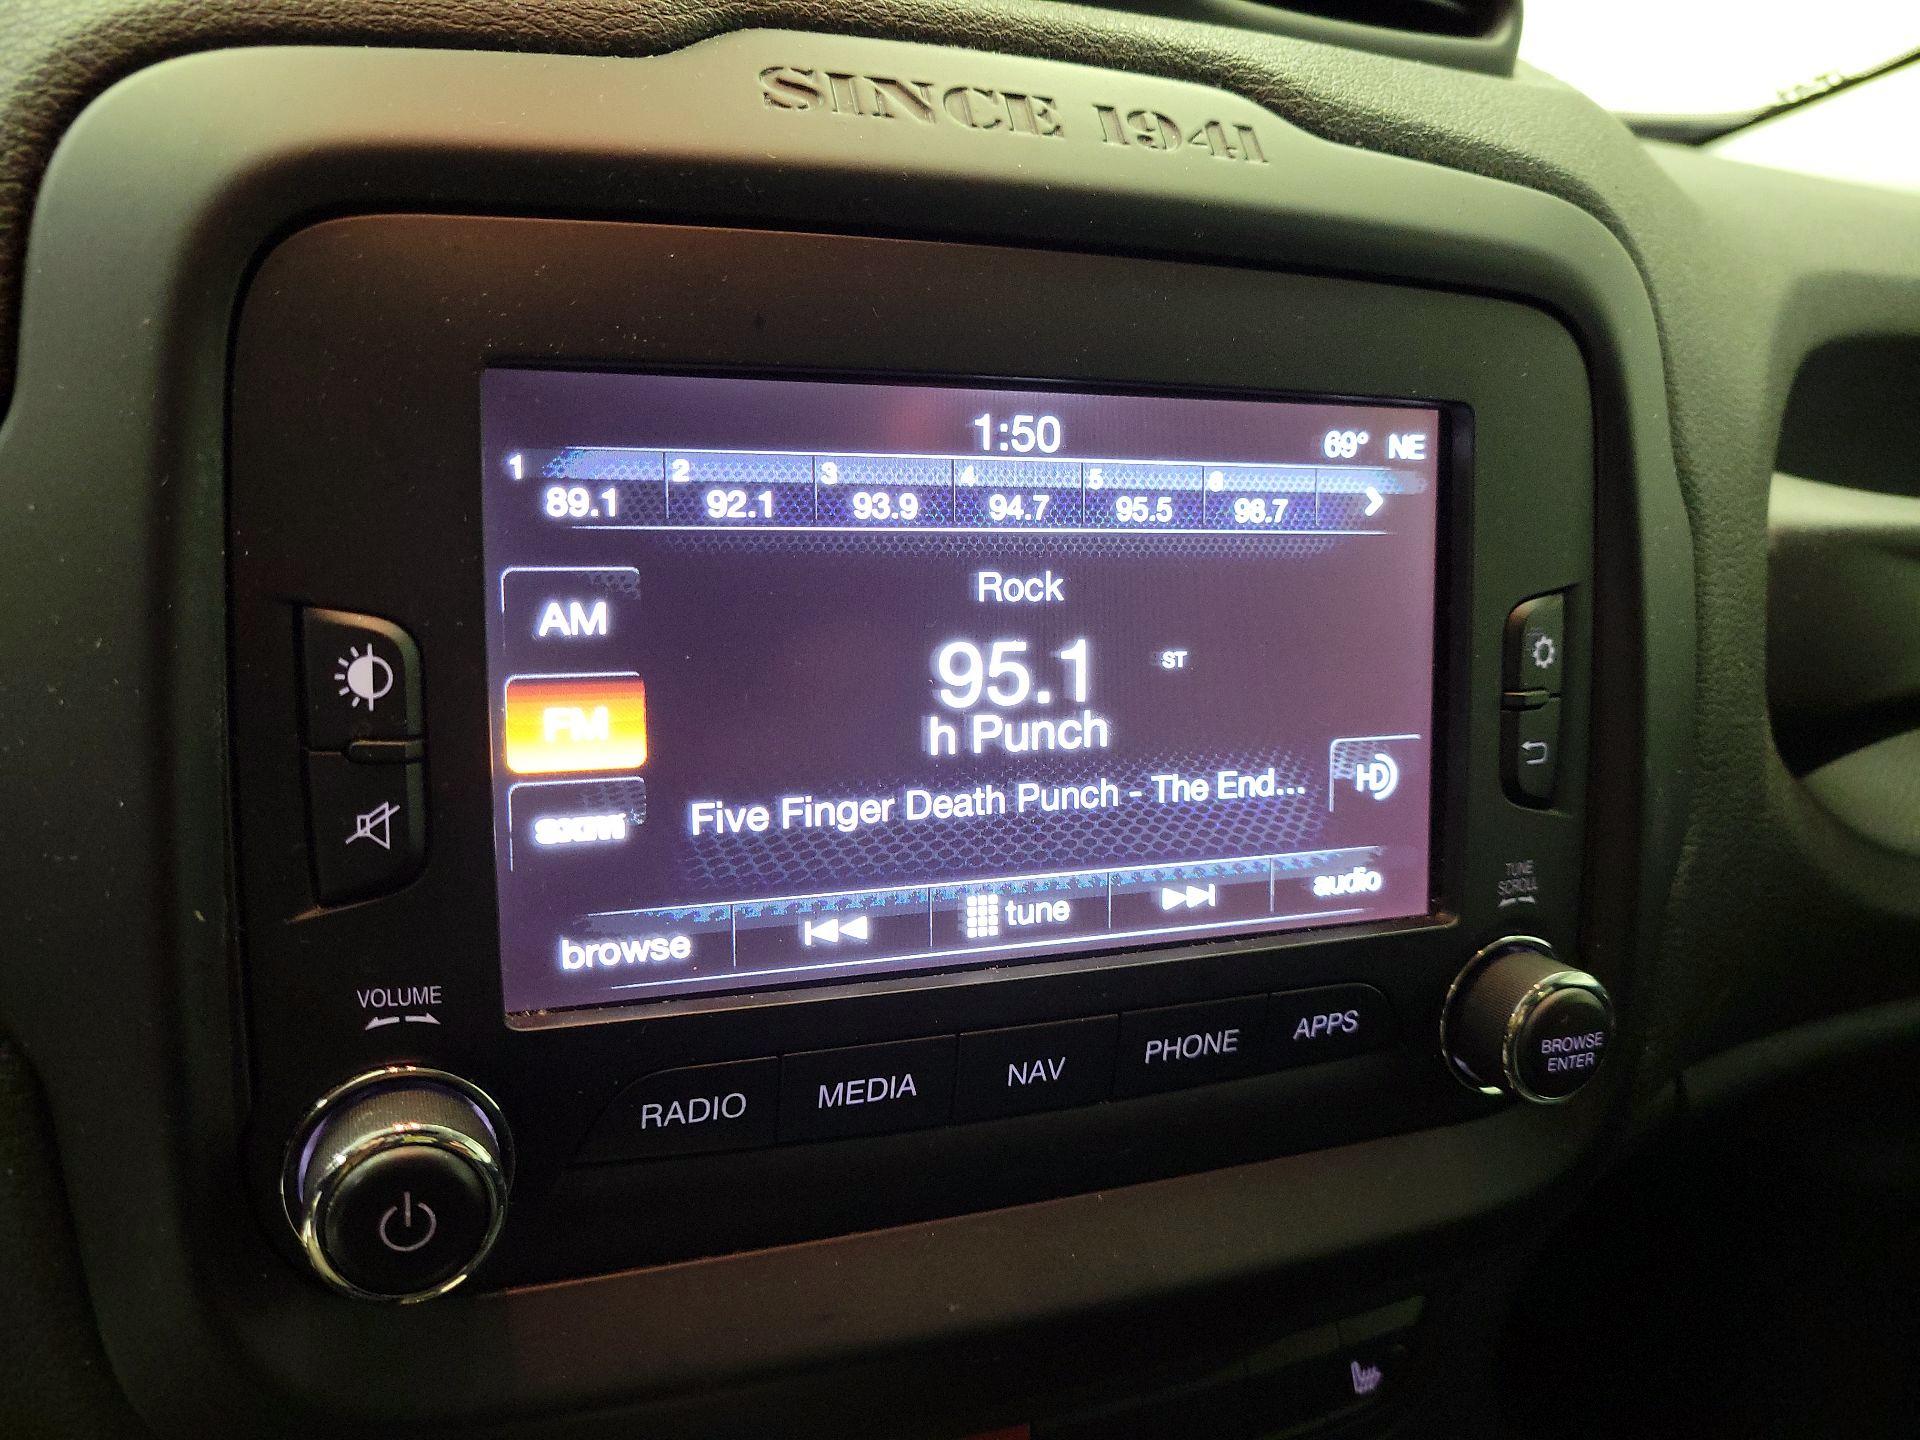 SINCE 1941
1:50
69° NE
1 2 3 4 5 6
89.1 92.1 93.9 94.7 95.5 98.7
AM
Rock
95.1 ST
FM
h Punch
HD
Five Finger Death Punch - The End...
sxm
browse tune audio
VOLUME
TUNE
SCROLL
RADIO MEDIA NAV PHONE APPS
BROWSE
ENTER